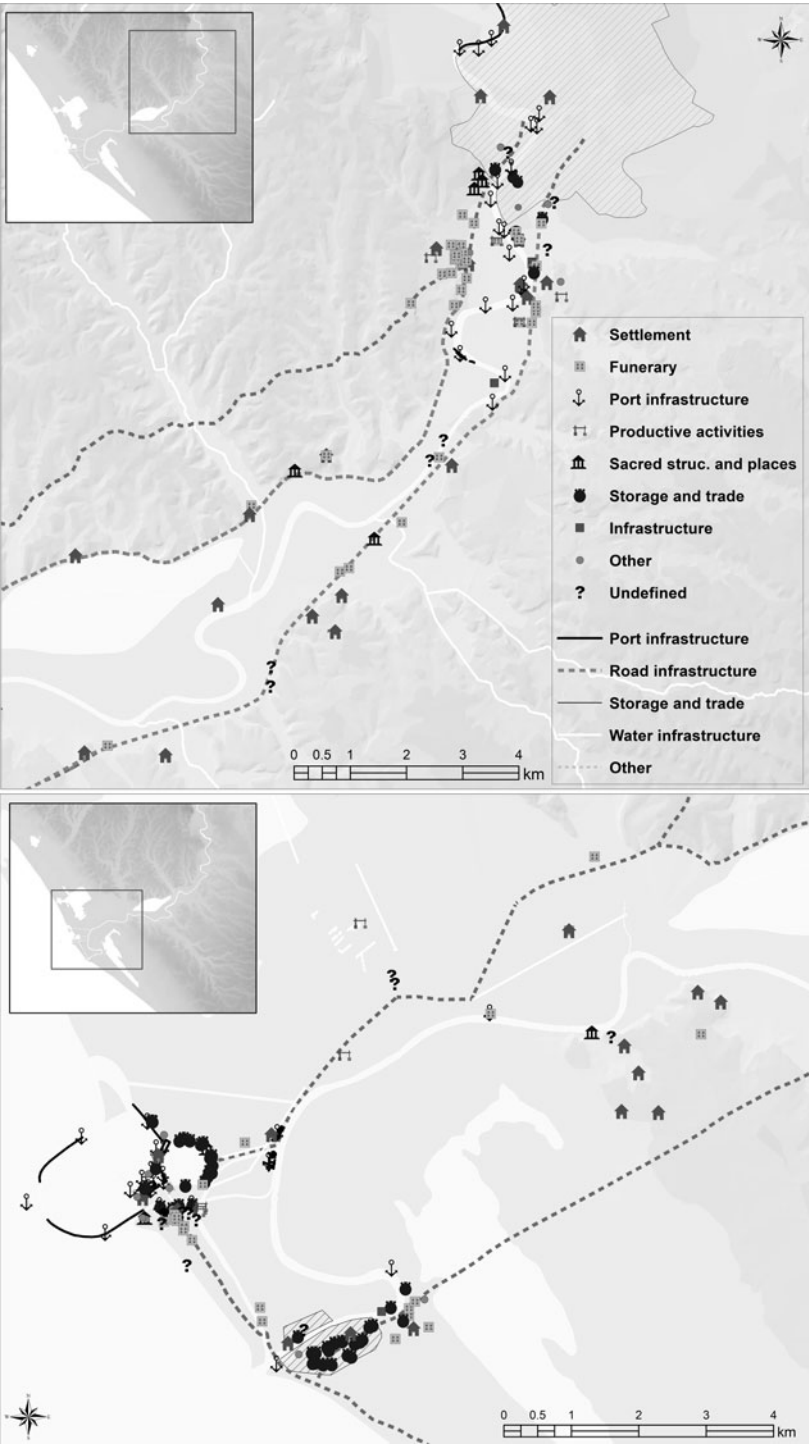 Settlement
Funerary
Port infrastructure
Productive activities
Sacred struc. and places
Storage and trade
Infrastructure
Other
? Undefined
Port infrastructure
Road infrastructure
Storage and trade
Water infrastructure
Other
0 0.5 1 2 3 4
km
0 0.5 1 2 3 4
km